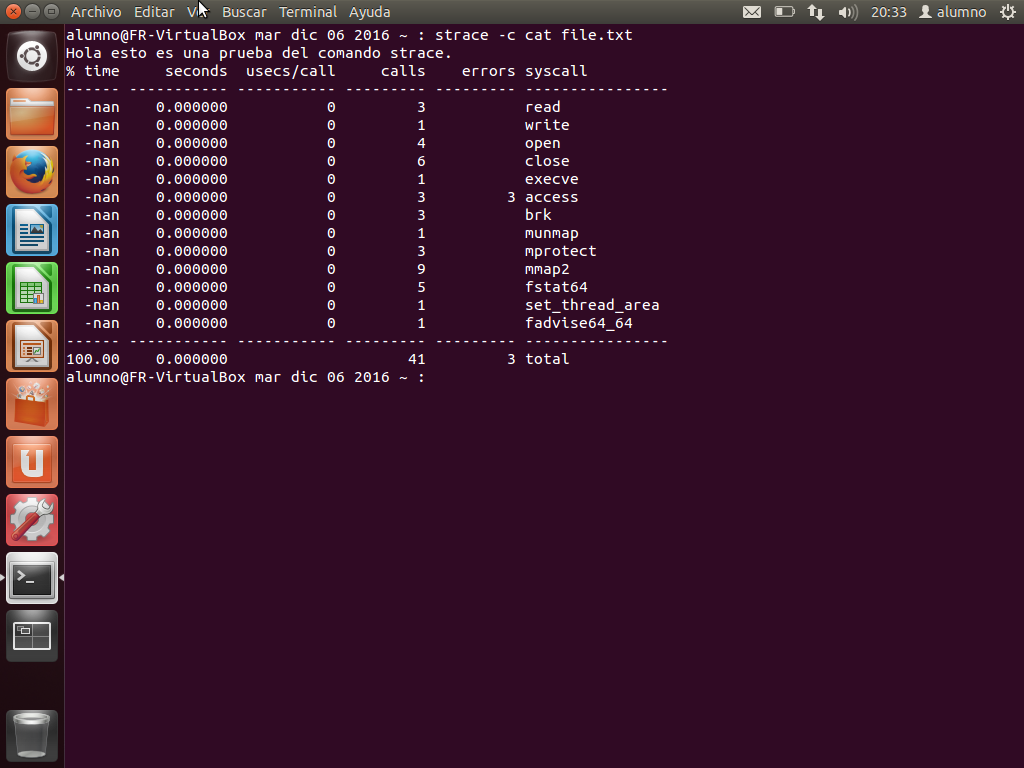 Archivo Editar Buscar Terminal Ayuda 20:33 alumno
alumno@FR-VirtualBox mar dic 06 2016 ~ : strace -c cat file.txt
Hola esto es una prueba del comando strace.
% time     seconds  usecs/call     calls    errors syscall
------ ----------- ----------- --------- --------- ----------------
  -nan    0.000000           0         3           read
  -nan    0.000000           0         1           write
  -nan    0.000000           0         4           open
  -nan    0.000000           0         6           close
  -nan    0.000000           0         1           execve
  -nan    0.000000           0         3         3 access
  -nan    0.000000           0         3           brk
  -nan    0.000000           0         1           munmap
  -nan    0.000000           0         3           mprotect
  -nan    0.000000           0         9           mmap2
  -nan    0.000000           0         5           fstat64
  -nan    0.000000           0         1           set_thread_area
  -nan    0.000000           0         1           fadvise64_64
------ ----------- ----------- --------- --------- ----------------
100.00    0.000000                    41         3 total
alumno@FR-VirtualBox mar dic 06 2016 ~ :